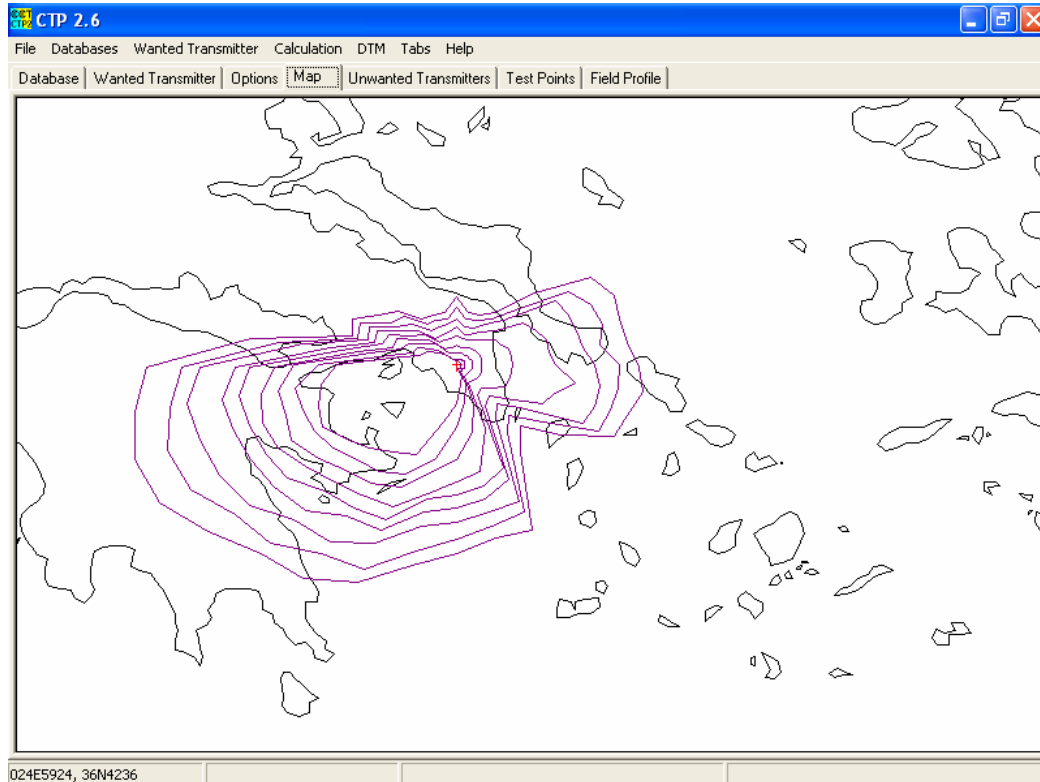 CTP 2.6
File Databases Wanted Transmitter Calculation DTM Tabs Help
Database Wanted Transmitter Options Map Unwanted Transmitters Test Points Field Profile
024E5924, 36N4236